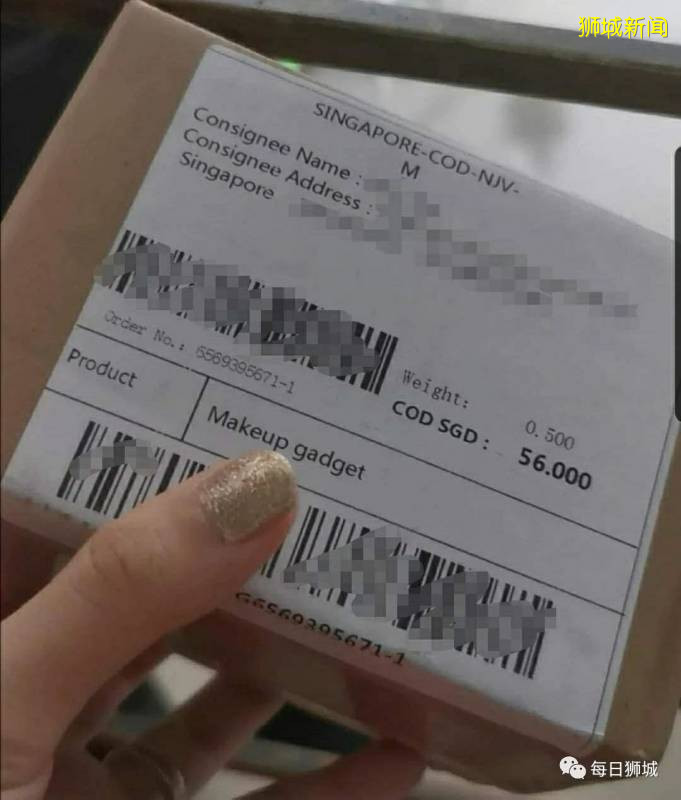 狮城新闻
SINGAPORE-COD-NJV-
M
Consignee Name :
Consignee Address :
Singapore
Order No.: 6569395671-1
Weight: 0.500
COD SGD : 56.000
Product
Makeup gadget
G6569395671-1
每日狮城